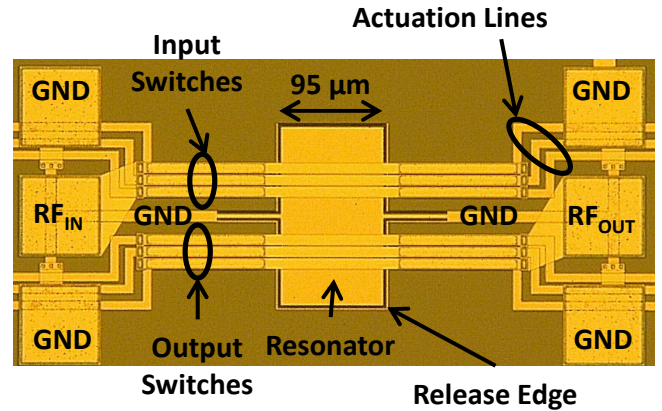 Actuation Lines
Input
Switches
95 µm
GND
GND
RF_IN
GND
GND
RF_OUT
GND
GND
Output
Switches
Resonator
Release Edge